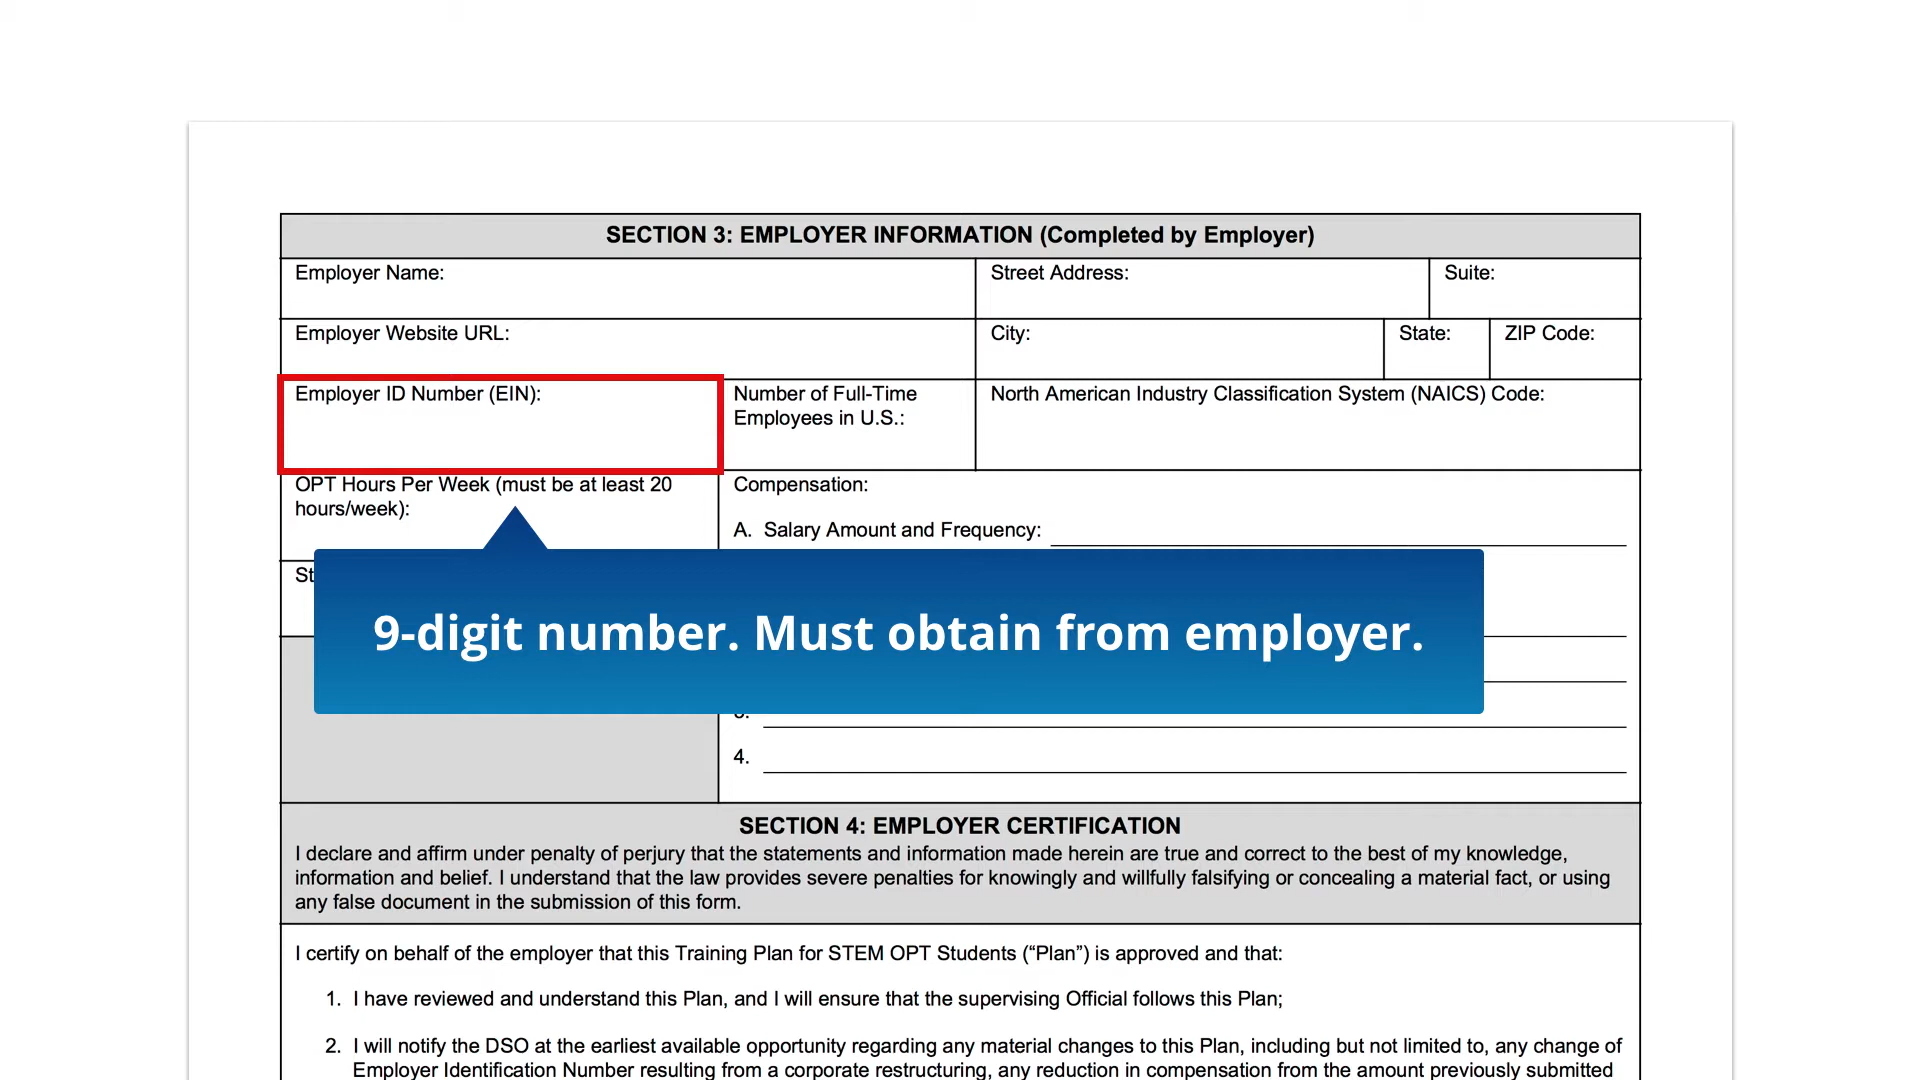 SECTION 3: EMPLOYER INFORMATION (Completed by Employer)
Employer Name:
Street Address:
Suite:
Employer Website URL:
City:
State:
ZIP Code:
Employer ID Number (EIN):
Number of Full-Time
Employees in U.S.:
North American Industry Classification System (NAICS) Code:
OPT Hours Per Week (must be at least 20
hours/week):
Compensation:
A. Salary Amount and Frequency:
9-digit number. Must obtain from employer.
4.
SECTION 4: EMPLOYER CERTIFICATION
I declare and affirm under penalty of perjury that the statements and information made herein are true and correct to the best of my knowledge,
information and belief. I understand that the law provides severe penalties for knowingly and willfully falsifying or concealing a material fact, or using
any false document in the submission of this form.
I certify on behalf of the employer that this Training Plan for STEM OPT Students (“Plan”) is approved and that:
1. I have reviewed and understand this Plan, and I will ensure that the supervising Official follows this Plan;
2. I will notify the DSO at the earliest available opportunity regarding any material changes to this Plan, including but not limited to, any change of
Employer Identification Number resulting from a corporate restructuring, any reduction in compensation from the amount previously submitted